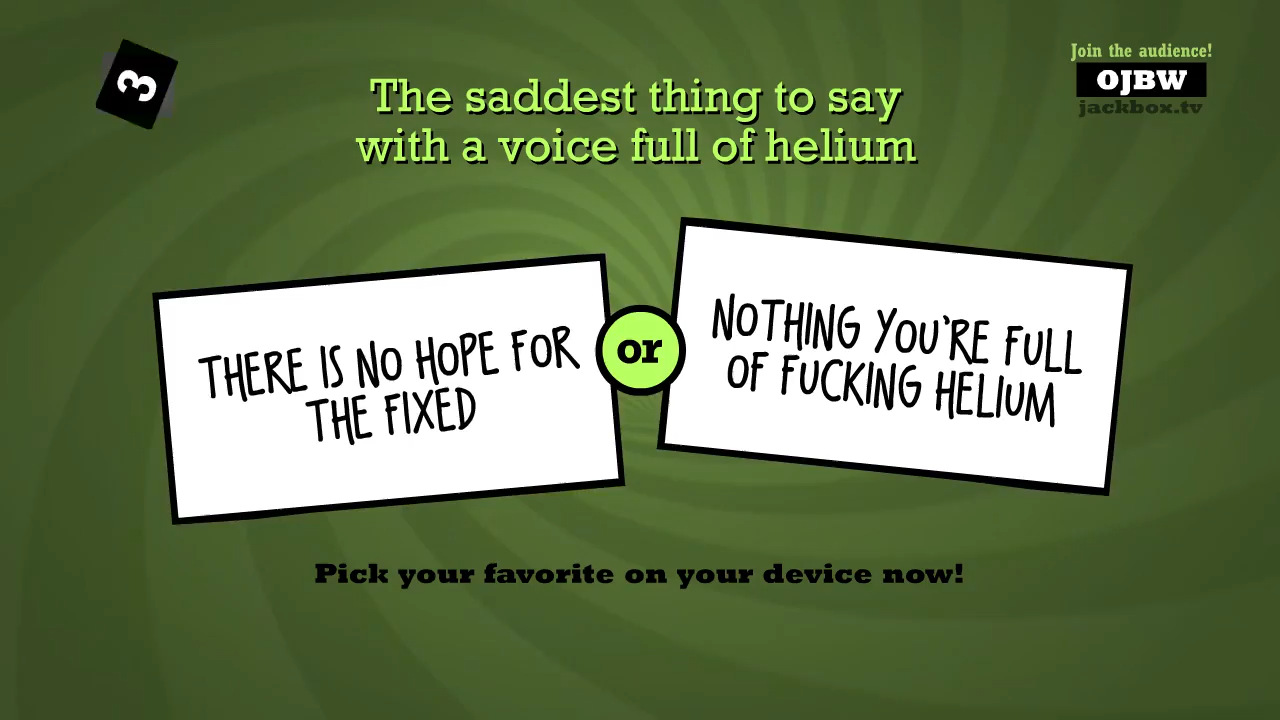 3
Join the audience!
OJBW
jackbox.tv
The saddest thing to say
with a voice full of helium
THERE IS NO HOPE FOR
THE FIXED
or
NOTHING YOU'RE FULL
OF FUCKING HELIUM
Pick your favorite on your device now!